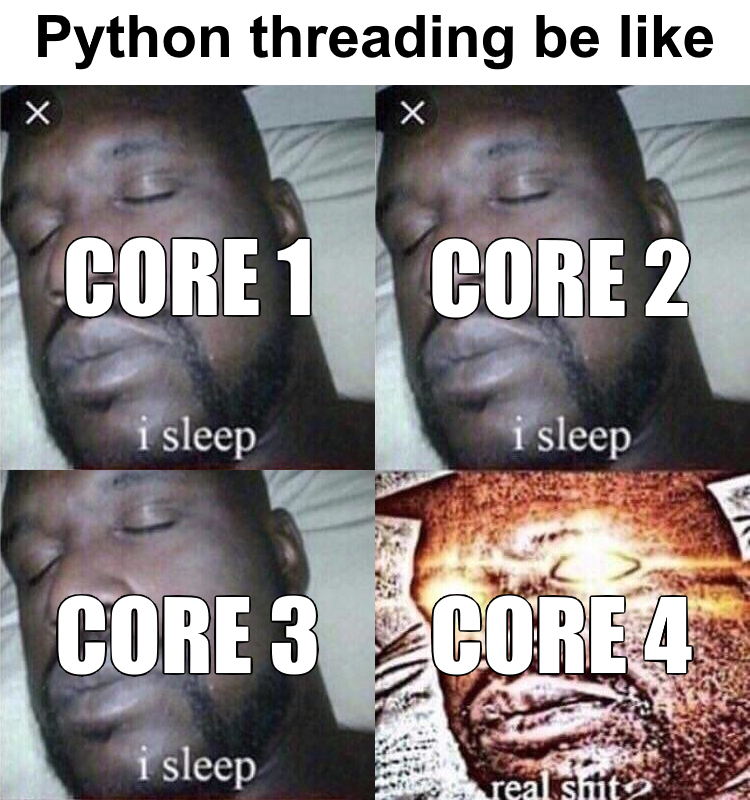 Python threading be like
CORE 1
i sleep
CORE 2
i sleep
CORE 3
i sleep
CORE 4
real shit?